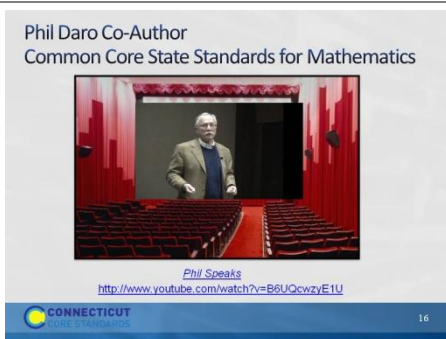 Phil Daro Co-Author
Common Core State Standards for Mathematics
Phil Speaks
http://www.youtube.com/watch?v=B6UQcwzyE1U
CONNECTICUT
CORE STANDARDS
16